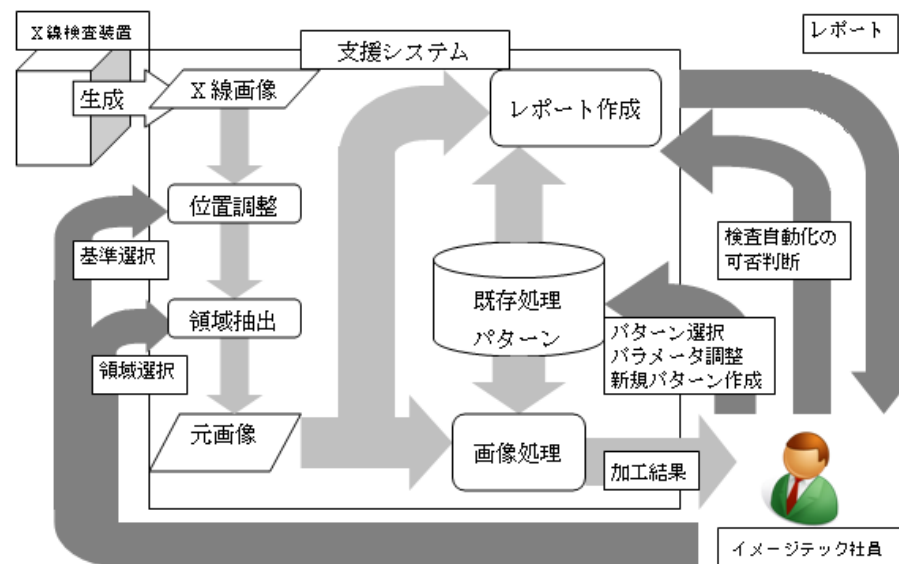 X線検査装置
レポート
支援システム
生成
X線画像
レポート作成
位置調整
基準選択
検査自動化の
可否判断
既存処理
パターン
領域抽出
領域選択
パターン選択
パラメータ調整
新規パターン作成
元画像
画像処理
加工結果
イメージテック社員